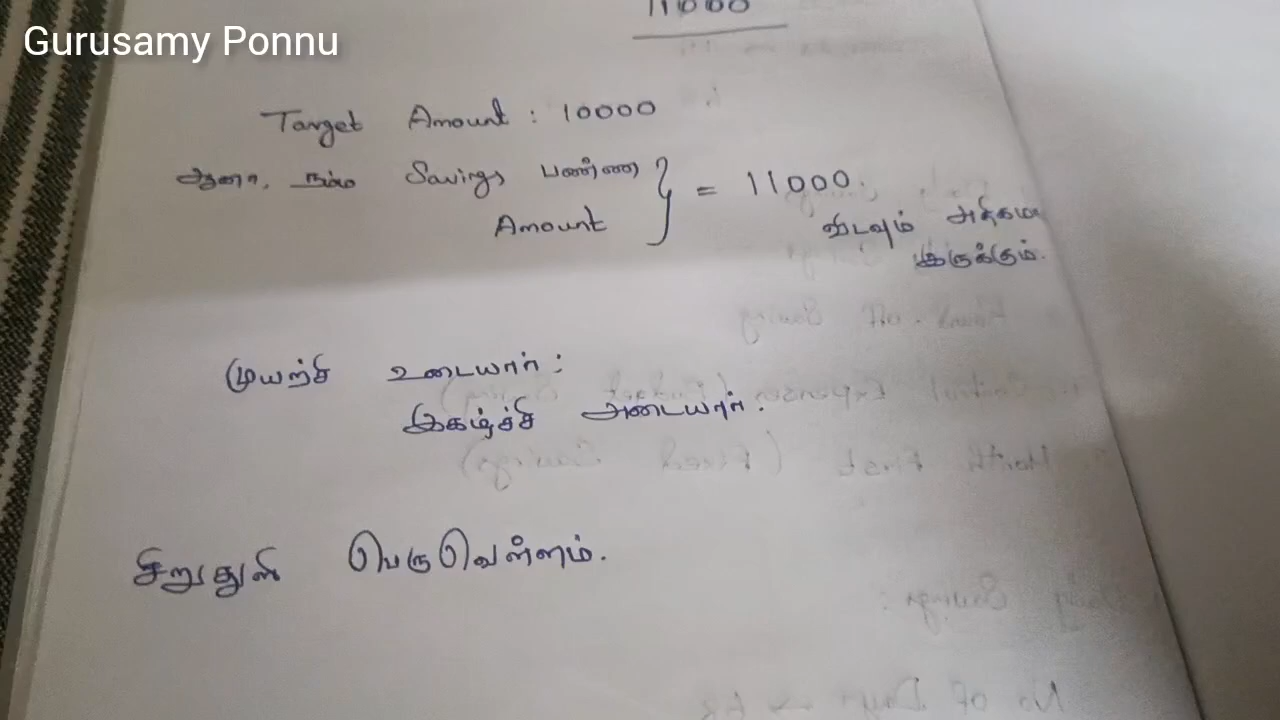 Gurusamy Ponnu
11000
Target Amount : 10000
ஆனா, நம்ம Savings பண்ண
Amount } = 11000
விடவும் அதிகமா
இருக்கும்.
முயற்சி உடையார் :
இகழ்ச்சி அடையார்.
சிறுதுளி பெருவெள்ளம்.